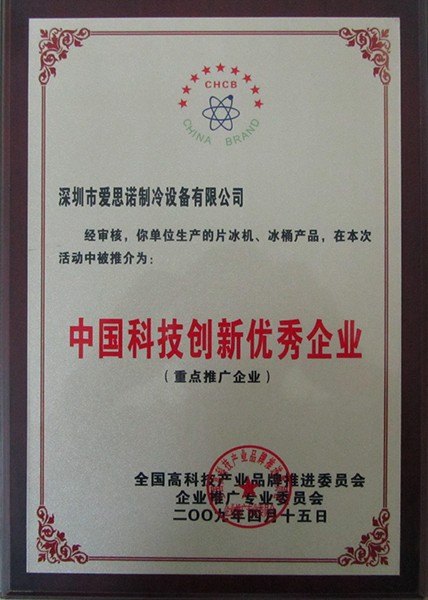 CHCB
CHINA BRAND
深圳市爱思诺制冷设备有限公司
经审核，你单位生产的片冰机、冰桶产品，在本次
活动中被推介为：
中国科技创新优秀企业
（重点推广企业）
全国高科技产业品牌推进委员会
企业推广专业委员会
二〇〇九年四月十五日